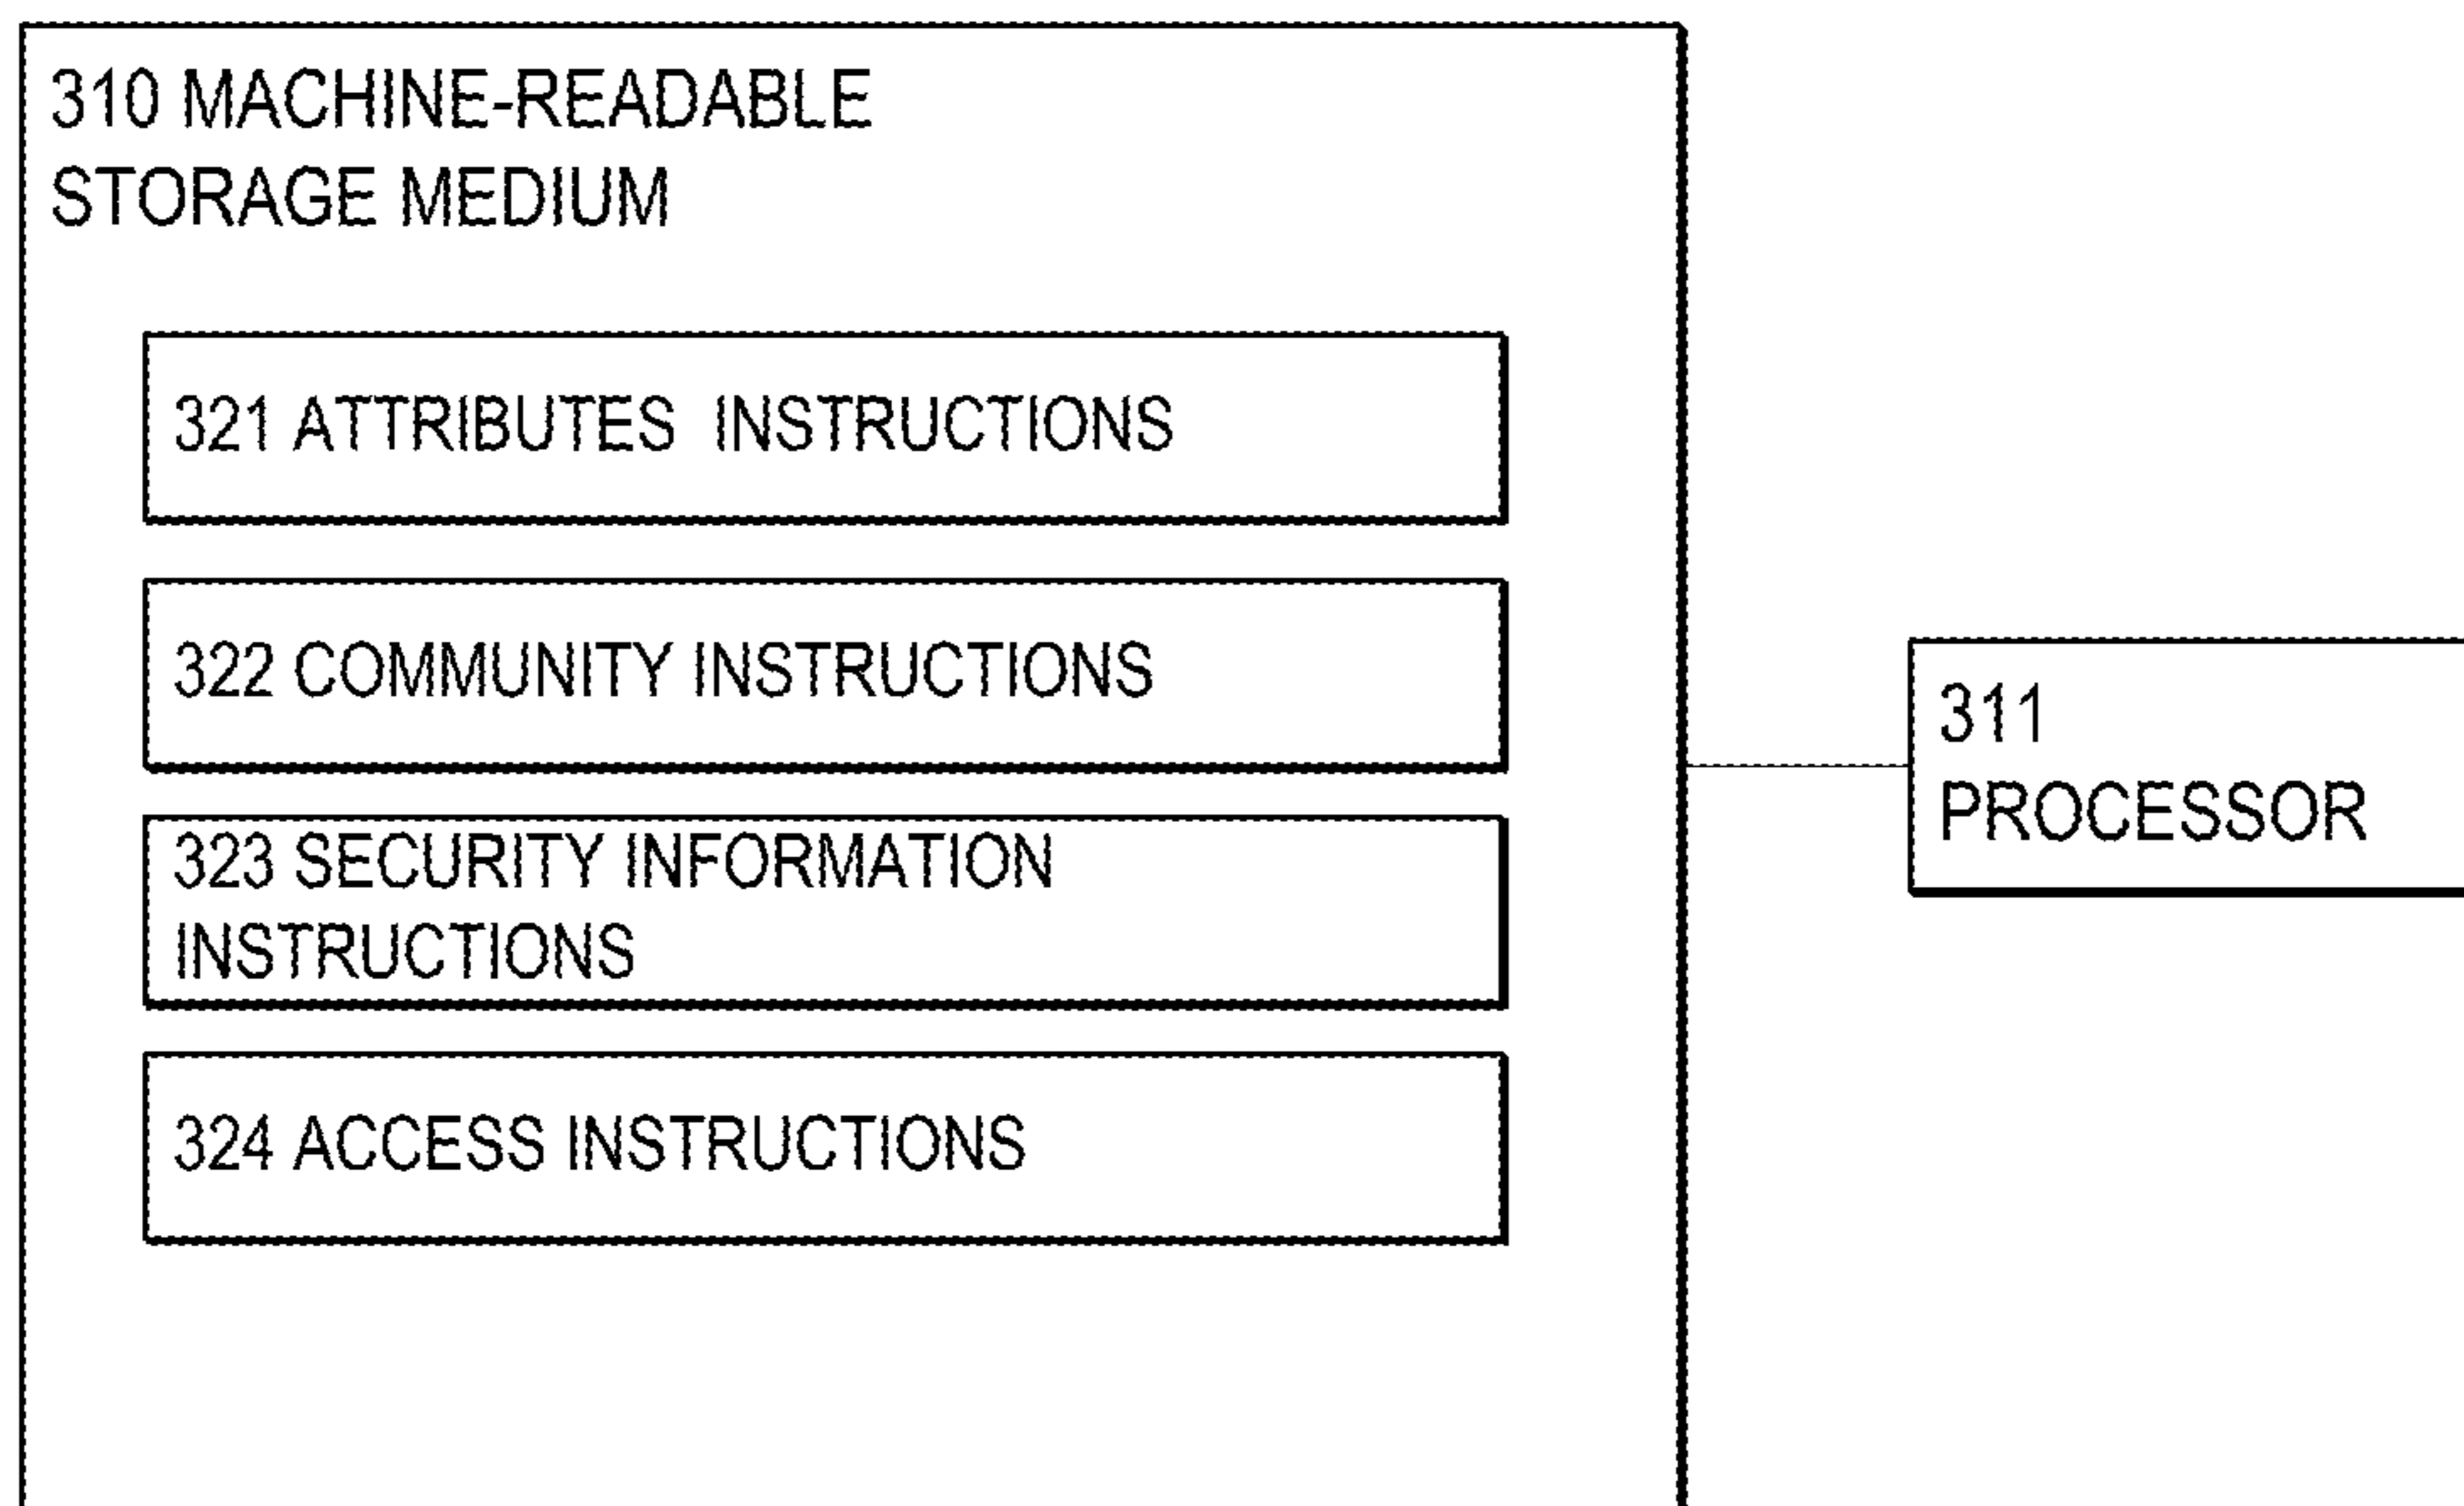 310 MACHINE-READABLE
STORAGE MEDIUM
321 ATTRIBUTES INSTRUCTIONS
322 COMMUNITY INSTRUCTIONS
323 SECURITY INFORMATION
INSTRUCTIONS
324 ACCESS INSTRUCTIONS
311
PROCESSOR